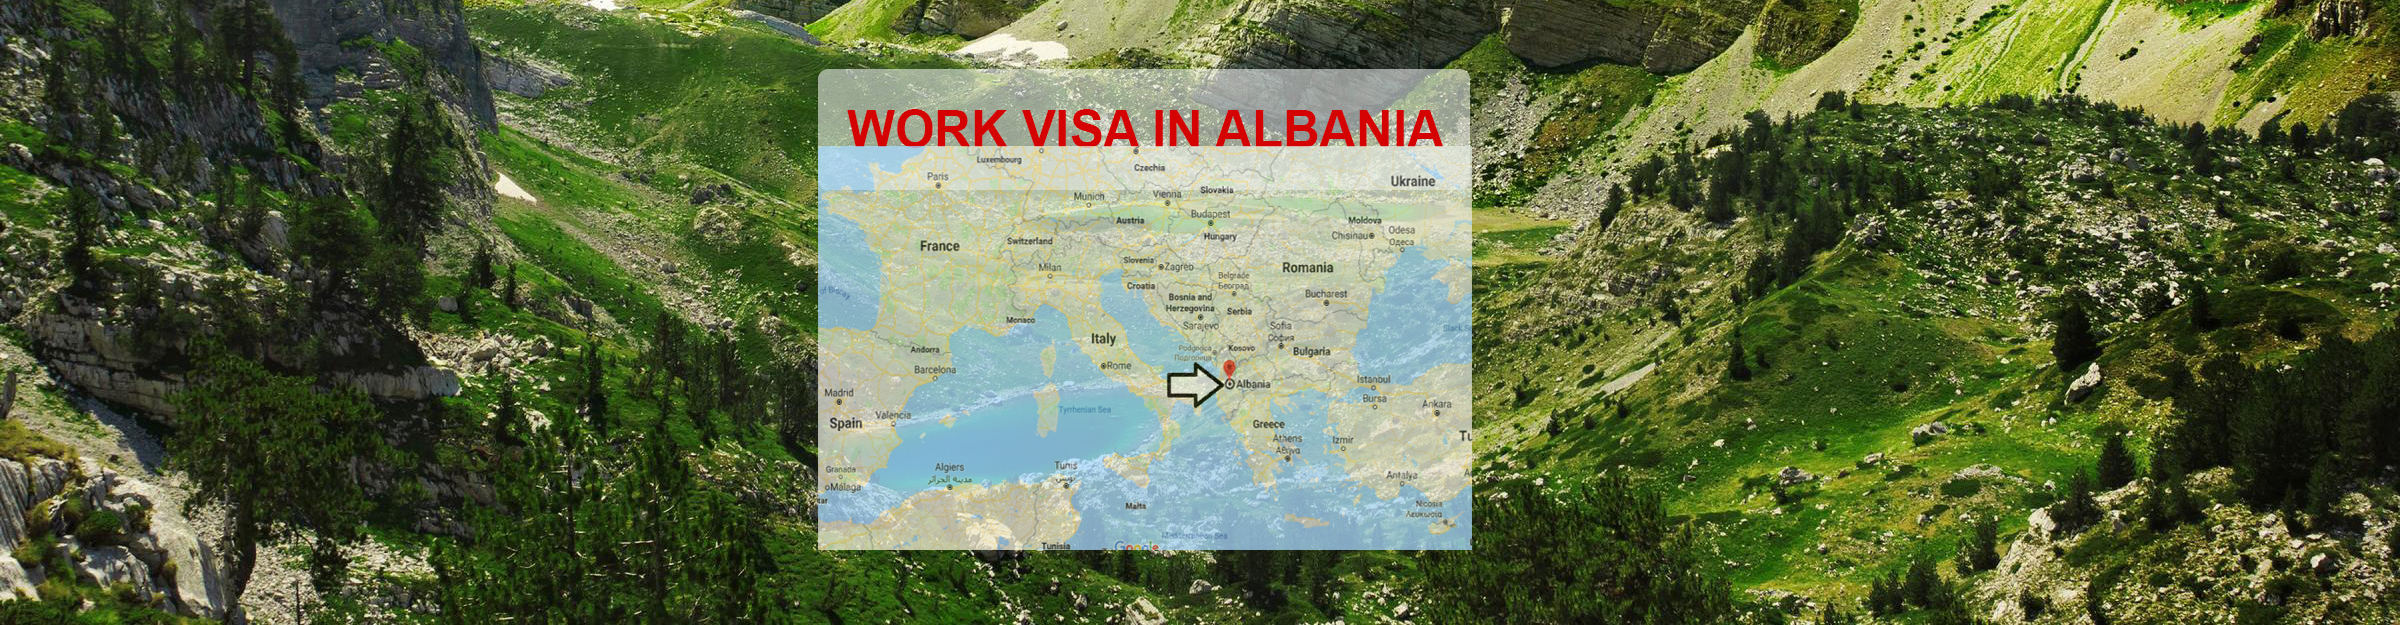 WORK VISA IN ALBANIA
Luxembourg
Czechia
Paris
Ukraine
Munich
Vienna
Slovakia
Austria
Budapest
Moldova
Chisinau
Odesa
Одеса
France
Switzerland
Hungary
Milan
Slovenia
Zagreb
Romania
Croatia
Belgrade
Београд
Bosnia and
Herzegovina
Bucharest
Serbia
Monaco
Sarajevo
Sofia
София
Italy
Podgorica
Подгорица
Kosovo
Bulgaria
Andorra
Rome
Barcelona
Albania
Istanbul
Madrid
Bursa
Ankara
Tyrrhenian Sea
Valencia
Spain
Greece
Athens
Αθήνα
Izmir
Tu
Algiers
مدينة الجزائر
Tunis
تونس
Granada
Málaga
Antalya
Malta
Nicosia
Λευκωσία
Mediterranean Sea
Tunisia
Google